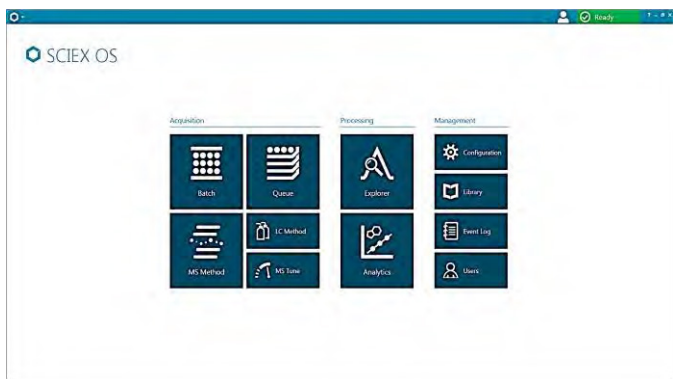 Ready
SCIEX OS
Acquisition
Processing
Management
Batch
Queue
Explorer
Configuration
Library
MS Method
LC Method
MS Tune
Analytics
Event Log
Users